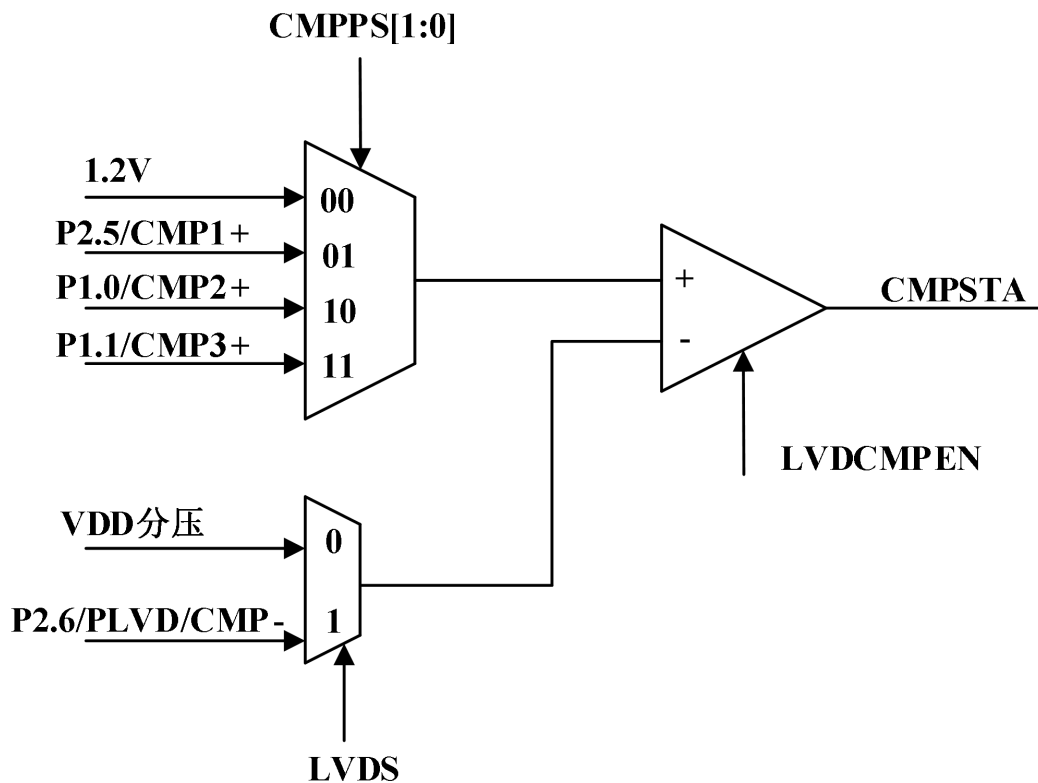 CMPPS[1:0]
1.2V
00
P2.5/CMP1+
01
P1.0/CMP2+
10
P1.1/CMP3+
11
+
-
CMPSTA
LVDCMPEN
VDD分压
0
P2.6/PLVD/CMP-
1
LVDS